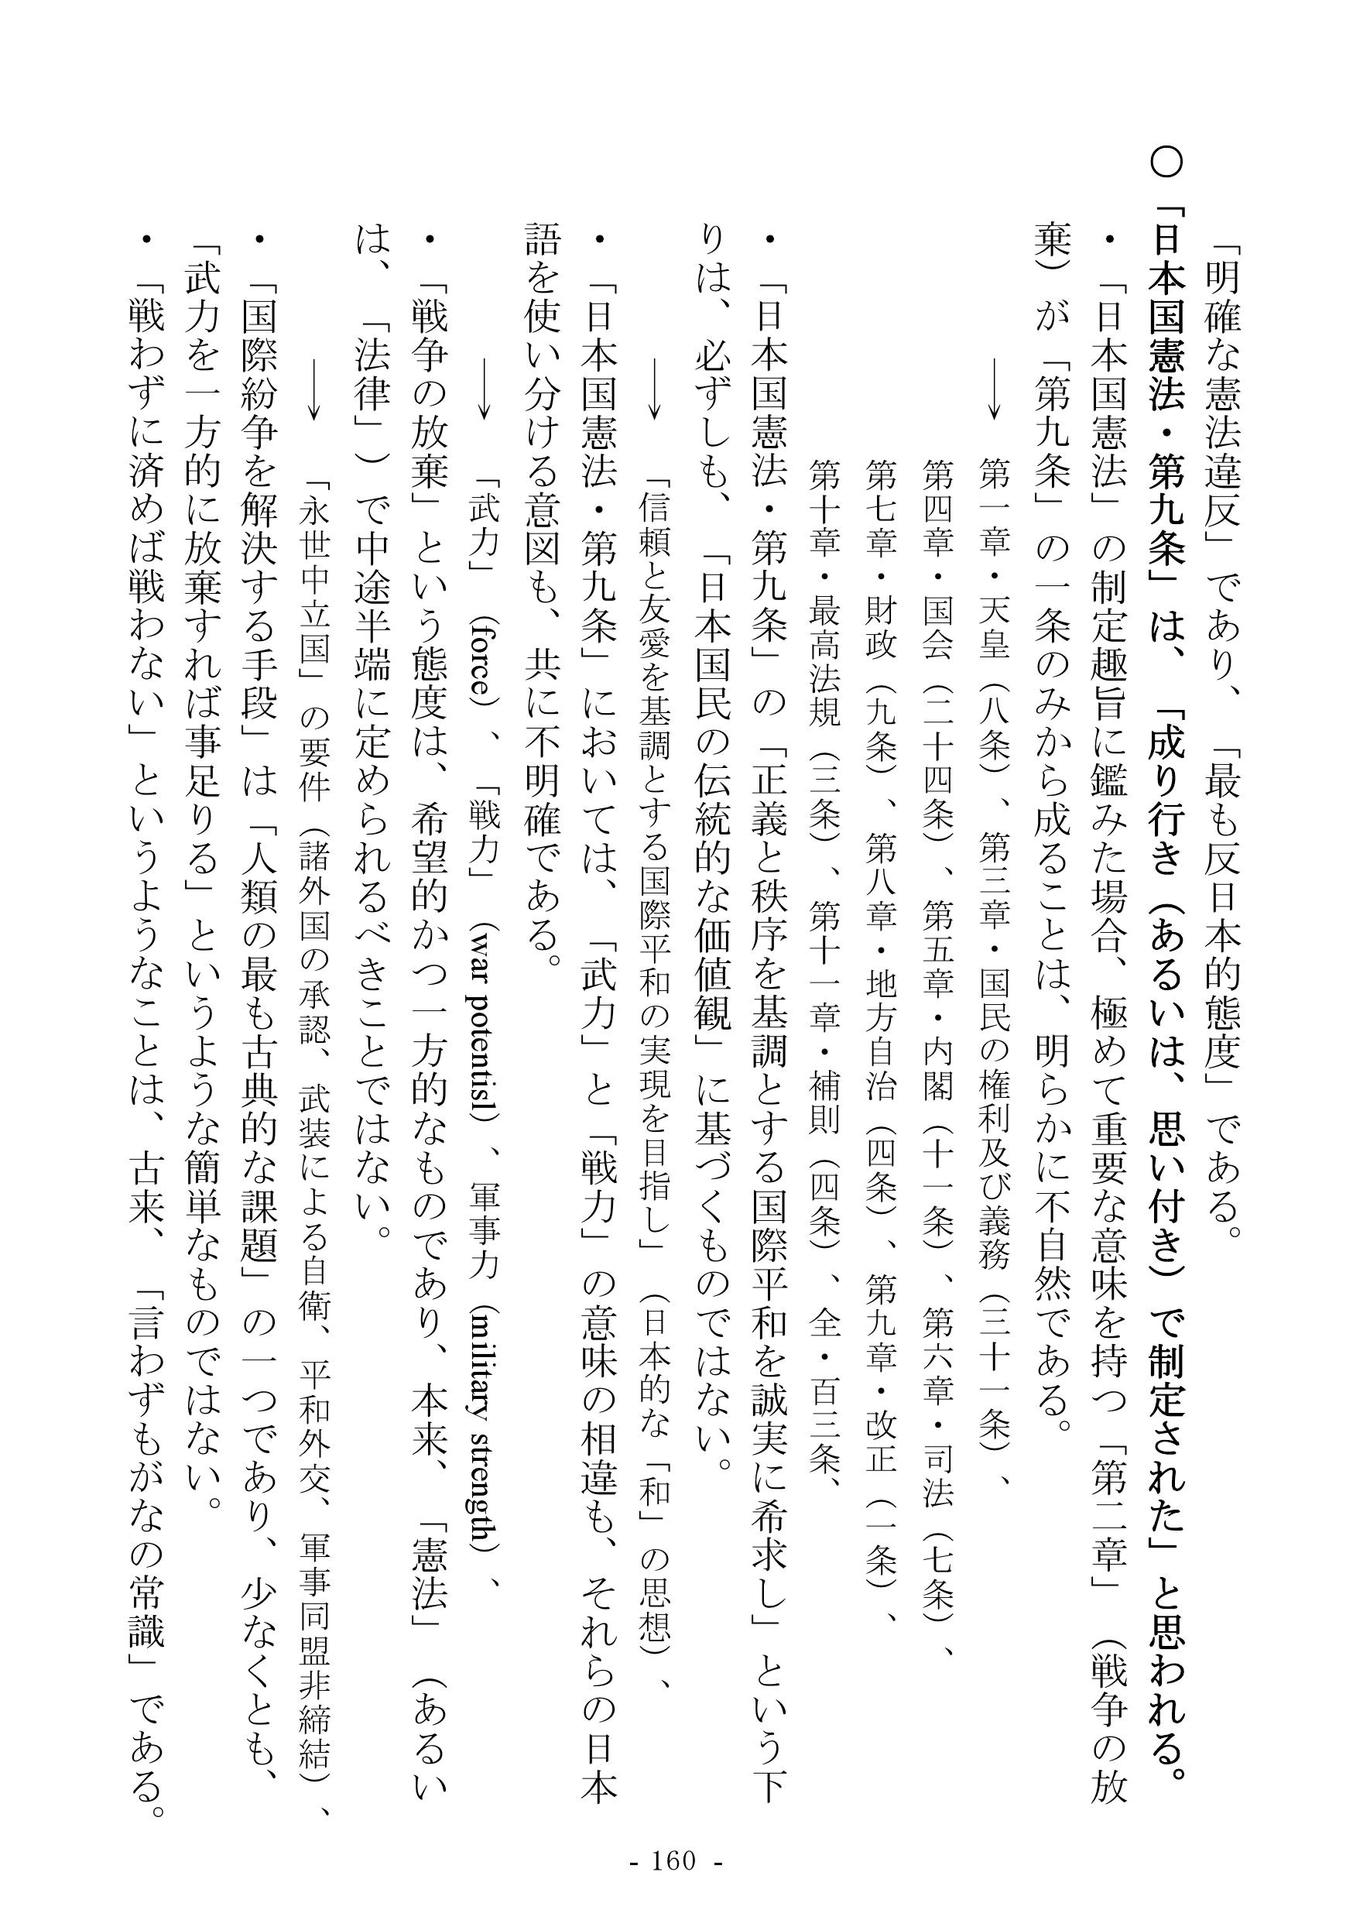 「明確な憲法違反」であり、「最も反日本的態度」である。
〇「日本国憲法・第九条」は、「成り行き（あるいは、思い付き）で制定された」と思われる。
・「日本国憲法」の制定趣旨に鑑みた場合、極めて重要な意味を持つ「第二章」（戦争の放
棄）が「第九条」の一条のみから成ることは、明らかに不自然である。
→ 第一章・天皇（八条）、第三章・国民の権利及び義務（三十一条）、
第四章・国会（二十四条）、第五章・内閣（十一条）、第六章・司法（七条）、
第七章・財政（九条）、第八章・地方自治（四条）、第九章・改正（一条）、
第十章・最高法規（三条）、第十一章・補則（四条）、全・百三条、
・「日本国憲法・第九条」の「正義と秩序を基調とする国際平和を誠実に希求し」という下
りは、必ずしも、「日本国民の伝統的な価値観」に基づくものではない。
→ 「信頼と友愛を基調とする国際平和の実現を目指し」（日本的な「和」の思想）、
・「日本国憲法・第九条」においては、「武力」と「戦力」の意味の相違も、それらの日本
語を使い分ける意図も、共に不明確である。
→ 「武力」（force）、「戦力」（war potentisl）、軍事力（military strength）、
・「戦争の放棄」という態度は、希望的かつ一方的なものであり、本来、「憲法」（あるい
は、「法律」）で中途半端に定められるべきことではない。
→ 「永世中立国」の要件（諸外国の承認、武装による自衛、平和外交、軍事同盟非締結）、
・「国際紛争を解決する手段」は「人類の最も古典的な課題」の一つであり、少なくとも、
「武力を一方的に放棄すれば事足りる」というような簡単なものではない。
・「戦わずに済めば戦わない」というようなことは、古来、「言わずもがなの常識」である。
- 160 -